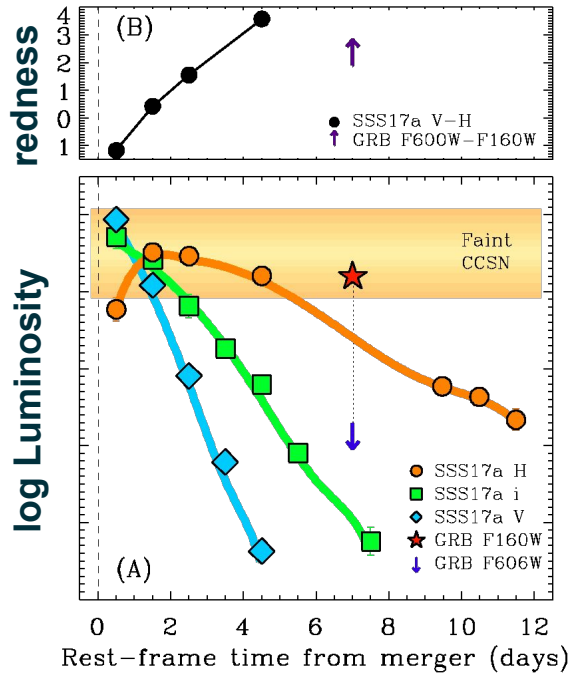 redness
4
3
2
1
0
1
(B)
SSS17a V−H
GRB F600W−F160W
log Luminosity
Faint
CCSN
SSS17a H
SSS17a i
SSS17a V
GRB F160W
GRB F606W
(A)
0 2 4 6 8 10 12
Rest−frame time from merger (days)